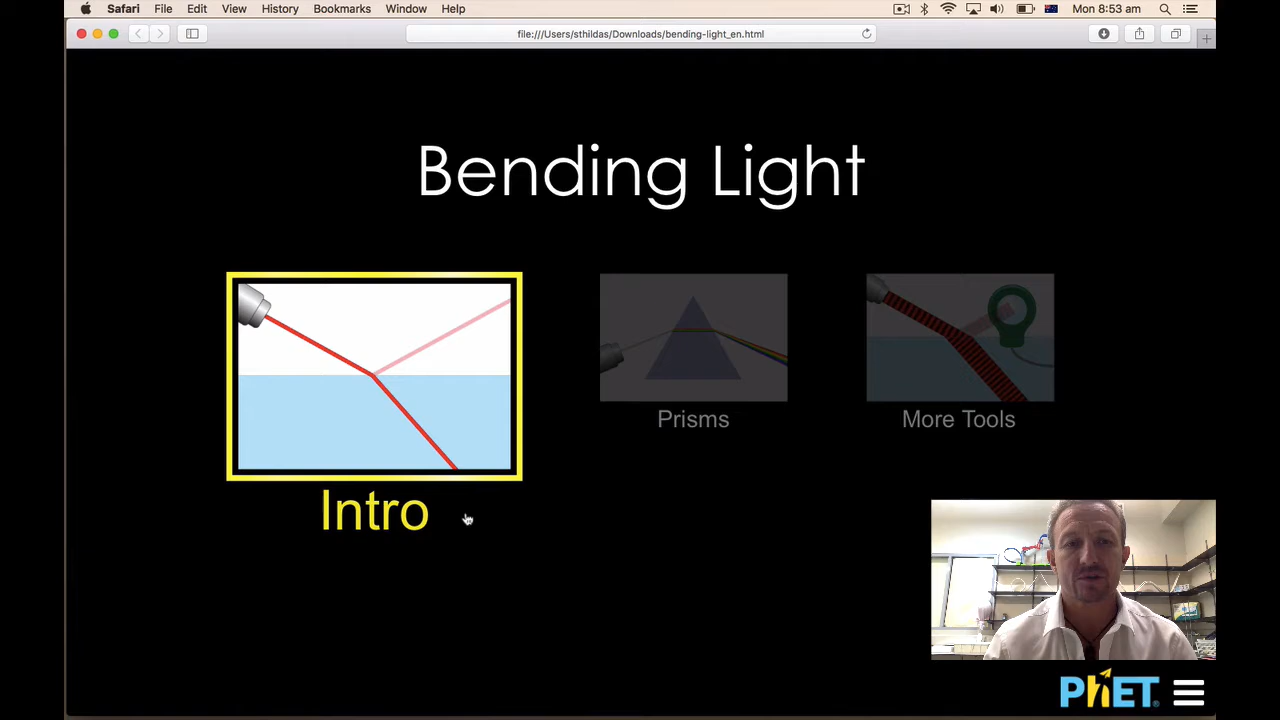 Safari File Edit View History Bookmarks Window Help Mon 8:53 am
file:///Users/sthildas/Downloads/bending-light_en.html
Bending Light
Prisms
More Tools
Intro
PhET